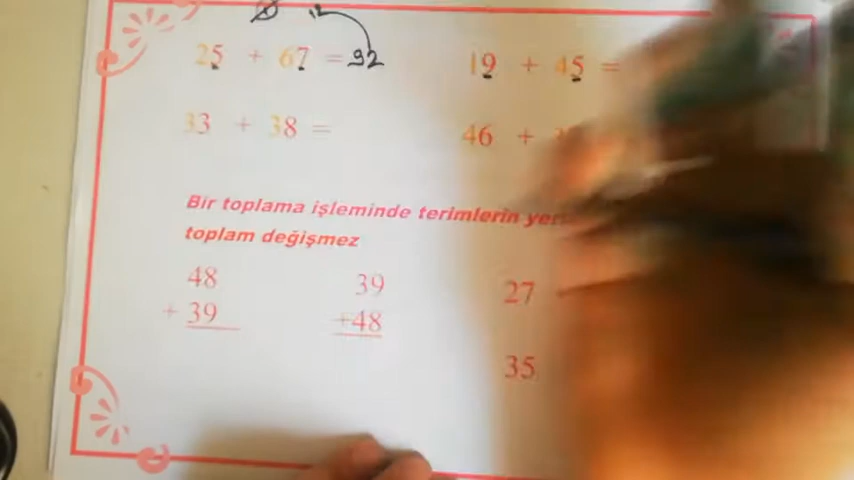 12
25 + 67 = 92 19 + 45 =
33 + 38 = 46 +
Bir toplama işleminde terimlerin
toplam değişmez
48 39 27
+ 39 +48
35